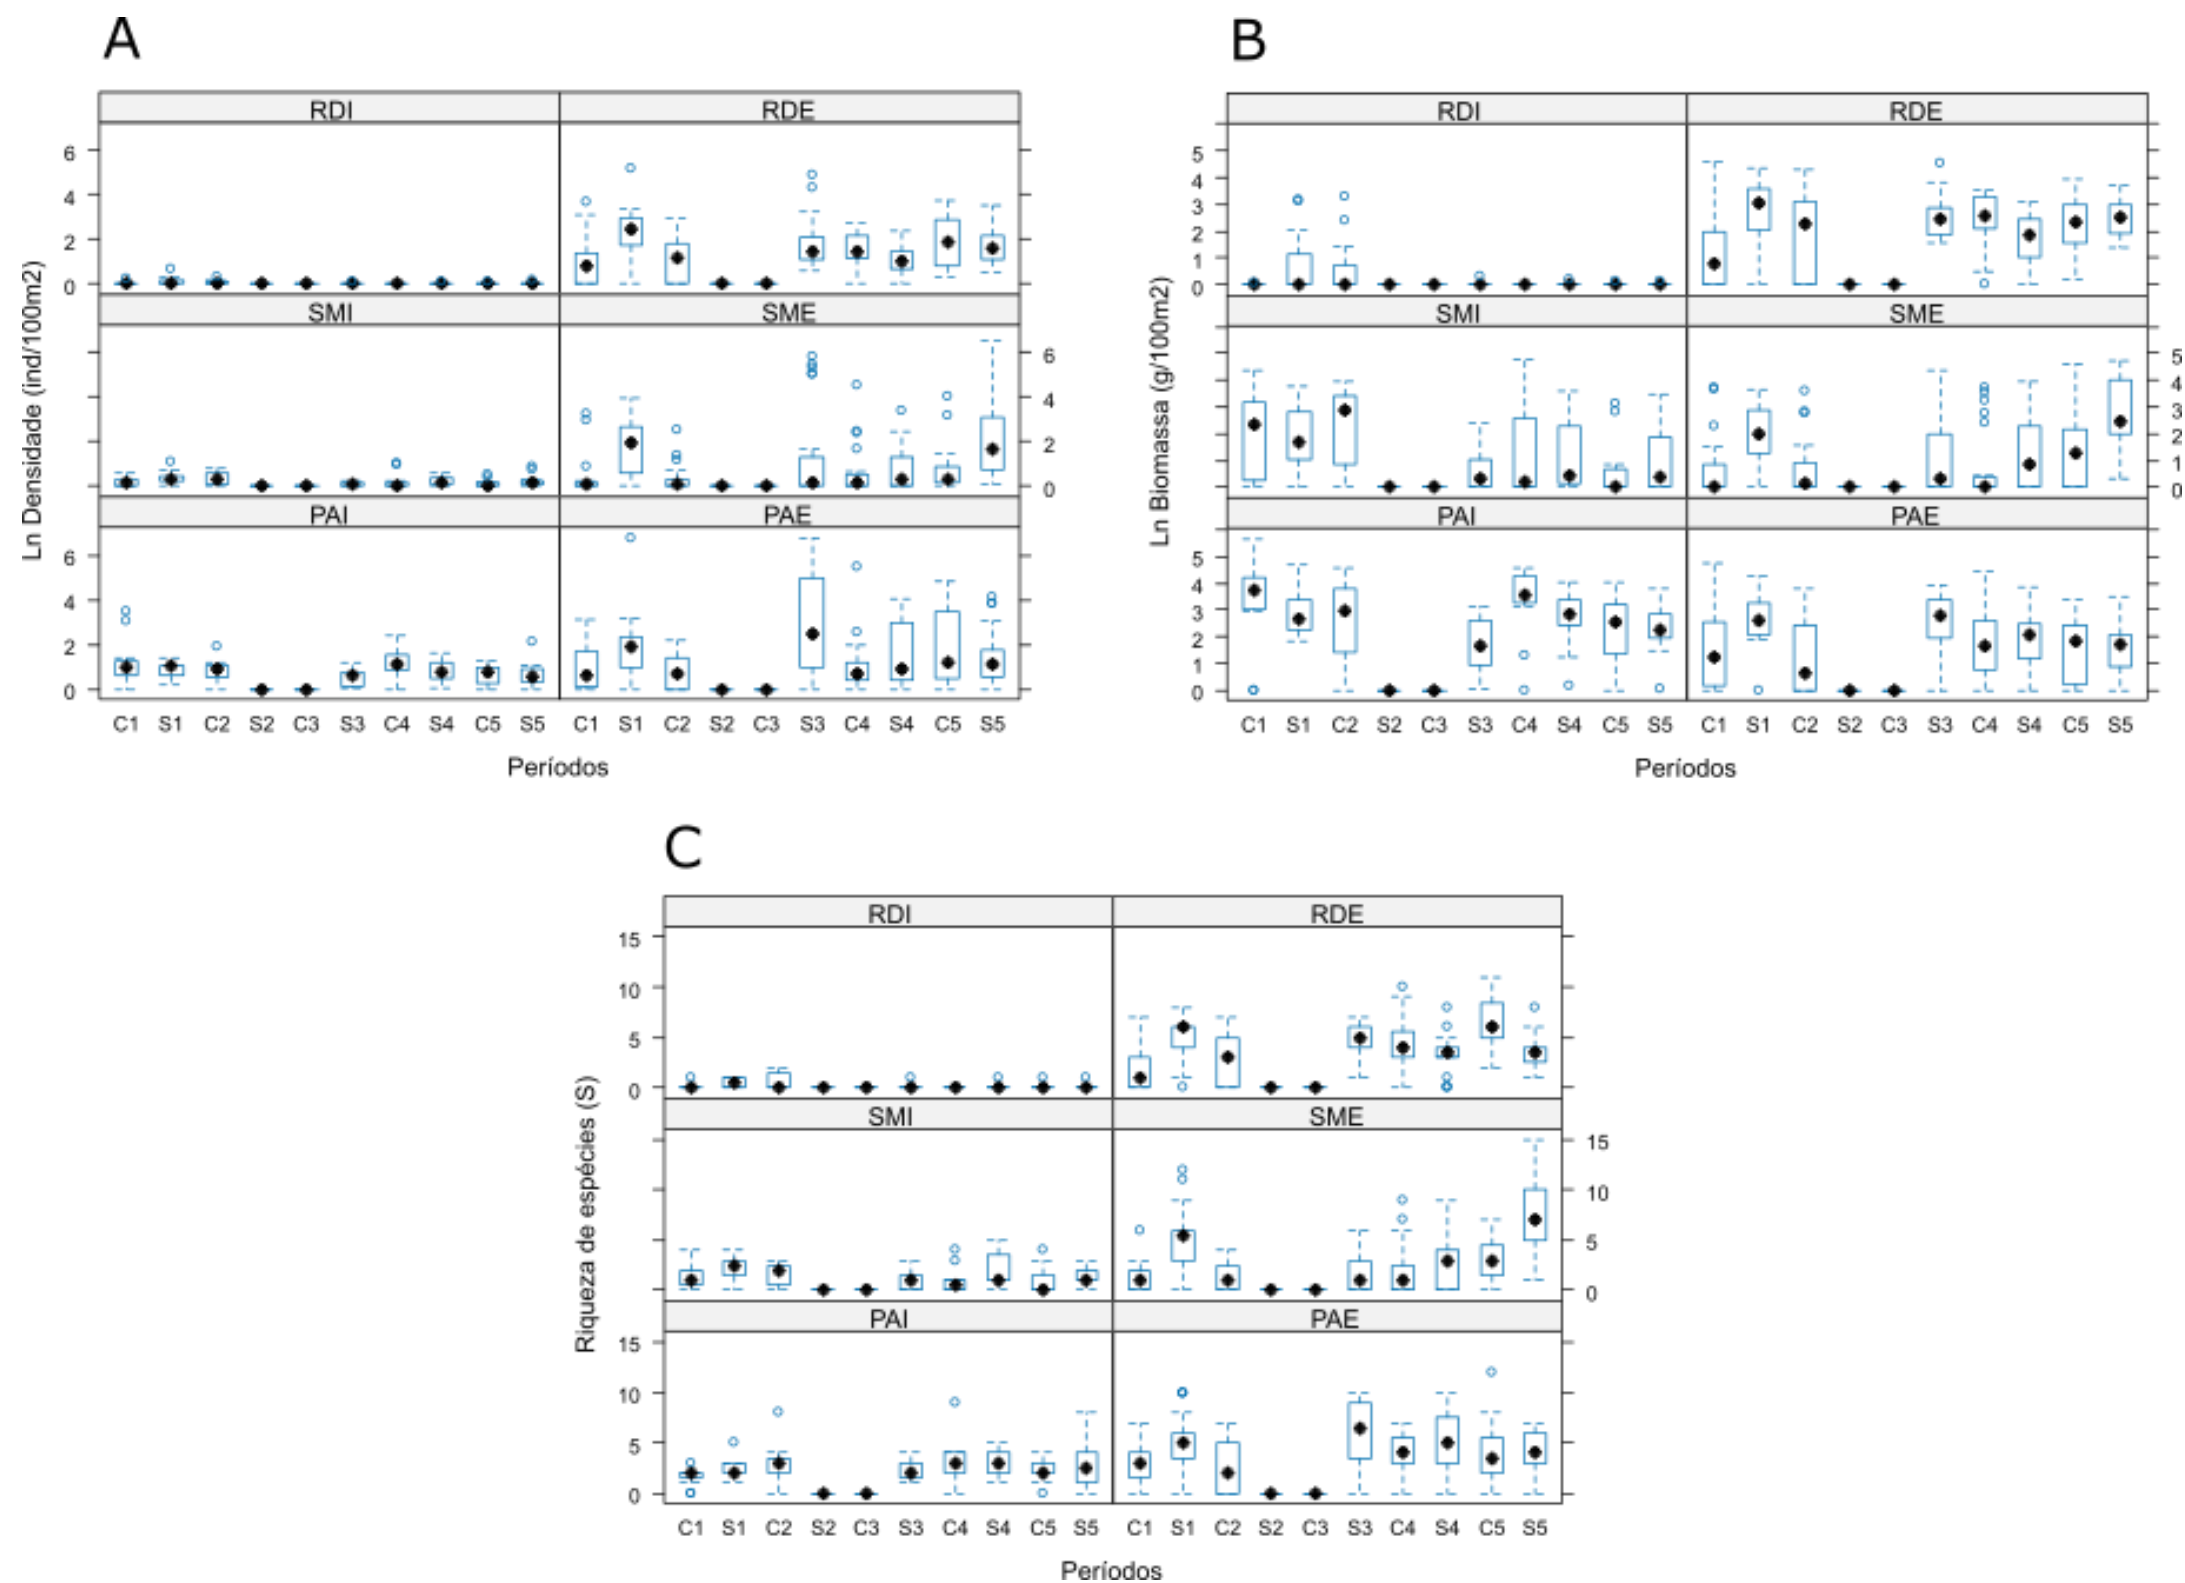 A
RDI RDE
6
4
2
0
SMI SME
6
4
2
0
PAI PAE
6
4
2
0
C1 S1 C2 S2 C3 S3 C4 S4 C5 S5 C1 S1 C2 S2 C3 S3 C4 S4 C5 S5
Períodos
Ln Densidade (ind/100m2)
B
RDI RDE
5
4
3
2
1
0
SMI SME
5
4
3
2
1
0
PAI PAE
5
4
3
2
1
0
C1 S1 C2 S2 C3 S3 C4 S4 C5 S5 C1 S1 C2 S2 C3 S3 C4 S4 C5 S5
Períodos
Ln Biomassa (g/100m2)
C
RDI RDE
15
10
5
0
SMI SME
15
10
5
0
PAI PAE
15
10
5
0
C1 S1 C2 S2 C3 S3 C4 S4 C5 S5 C1 S1 C2 S2 C3 S3 C4 S4 C5 S5
Períodos
Riqueza de espécies (S)